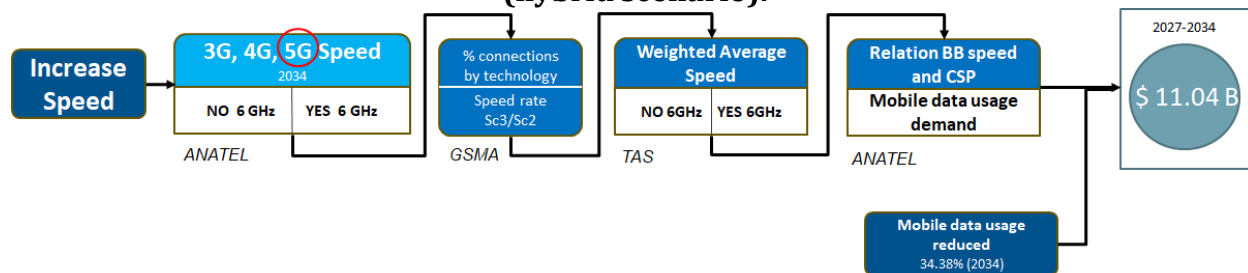 (hybrid scenario).
Increase
Speed
3G, 4G, 5G Speed
2034
NO 6 GHz
YES 6 GHz
ANATEL
% connections
by technology
Speed rate
Sc3/Sc2
GSMA
Weighted Average
Speed
NO 6GHz
YES 6GHz
TAS
Relation BB speed
and CSP
Mobile data usage
demand
ANATEL
2027-2034
$ 11.04 B
Mobile data usage
reduced
34.38% (2034)